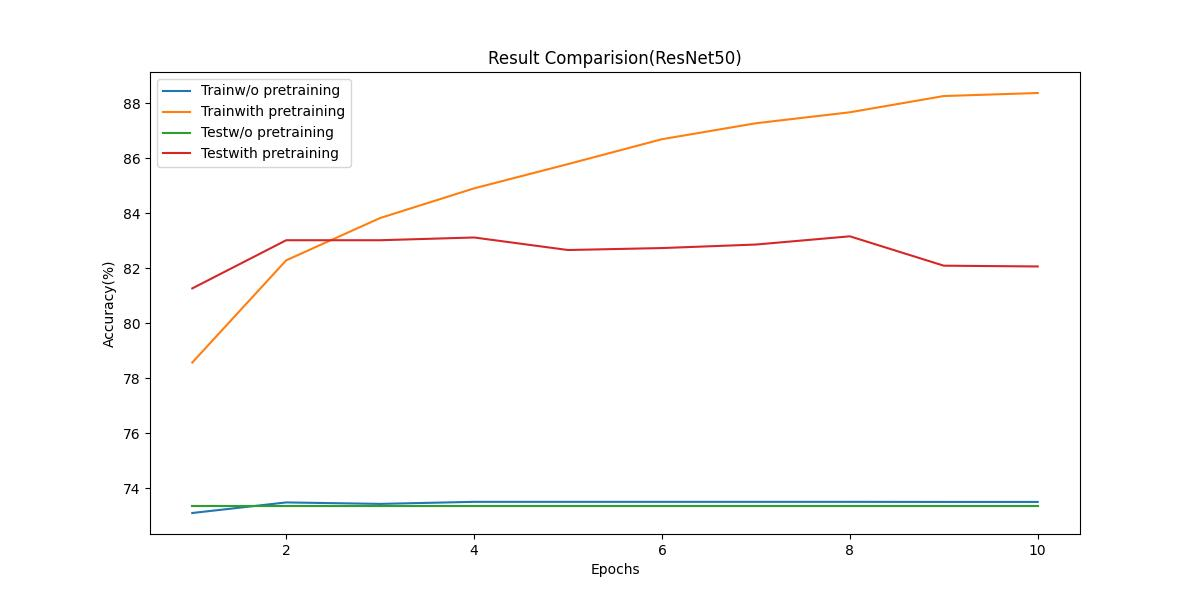 Result Comparision(ResNet50)
Trainw/o pretraining
Trainwith pretraining
Testw/o pretraining
Testwith pretraining
88
86
84
82
80
78
76
74
Accuracy(%)
2 4 6 8 10
Epochs